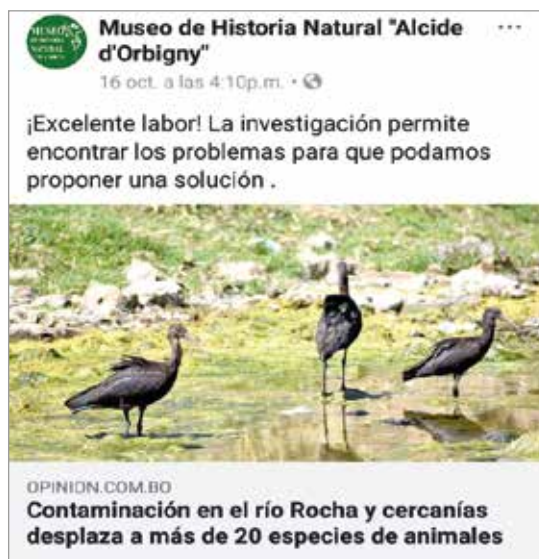 Museo de Historia Natural "Alcide
d'Orbigny"
16 oct. a las 4:10p.m. •
¡Excelente labor! La investigación permite
encontrar los problemas para que podamos
proponer una solución .
OPINION.COM.BO
Contaminación en el río Rocha y cercanías
desplaza a más de 20 especies de animales